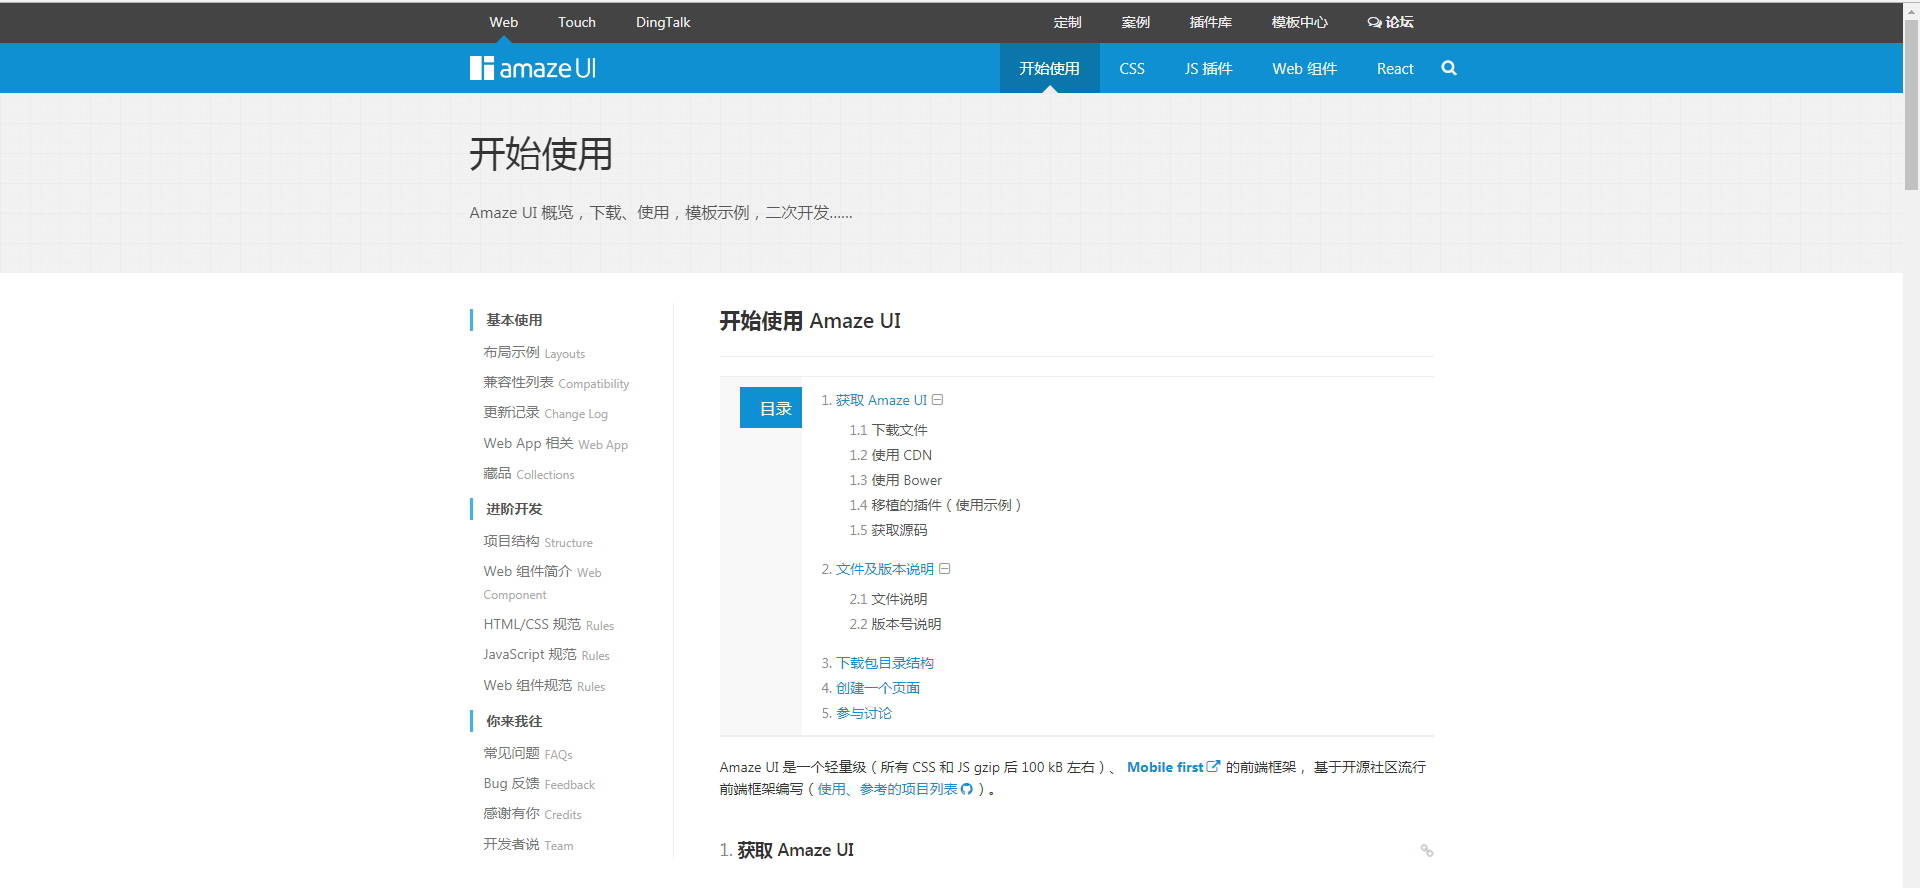 Web Touch DingTalk 定制 案例 插件库 模板中心 论坛
amaze UI 开始使用 CSS JS 插件 Web 组件 React
开始使用
Amaze UI 概览，下载、使用，模板示例，二次开发……
基本使用
布局示例 Layouts
兼容性列表 Compatibility
更新记录 Change Log
Web App 相关 Web App
藏品 Collections
进阶开发
项目结构 Structure
Web 组件简介 Web
Component
HTML/CSS 规范 Rules
JavaScript 规范 Rules
Web 组件规范 Rules
你来我往
常见问题 FAQs
Bug 反馈 Feedback
感谢有你 Credits
开发者说 Team
开始使用 Amaze UI
目录
1. 获取 Amaze UI
1.1 下载文件
1.2 使用 CDN
1.3 使用 Bower
1.4 移植的插件（使用示例）
1.5 获取源码
2. 文件及版本说明
2.1 文件说明
2.2 版本号说明
3. 下载包目录结构
4. 创建一个页面
5. 参与讨论
Amaze UI 是一个轻量级（所有 CSS 和 JS gzip 后 100 kB 左右）、 Mobile first 的前端框架， 基于开源社区流行
前端框架编写（使用、参考的项目列表 ）。
1. 获取 Amaze UI